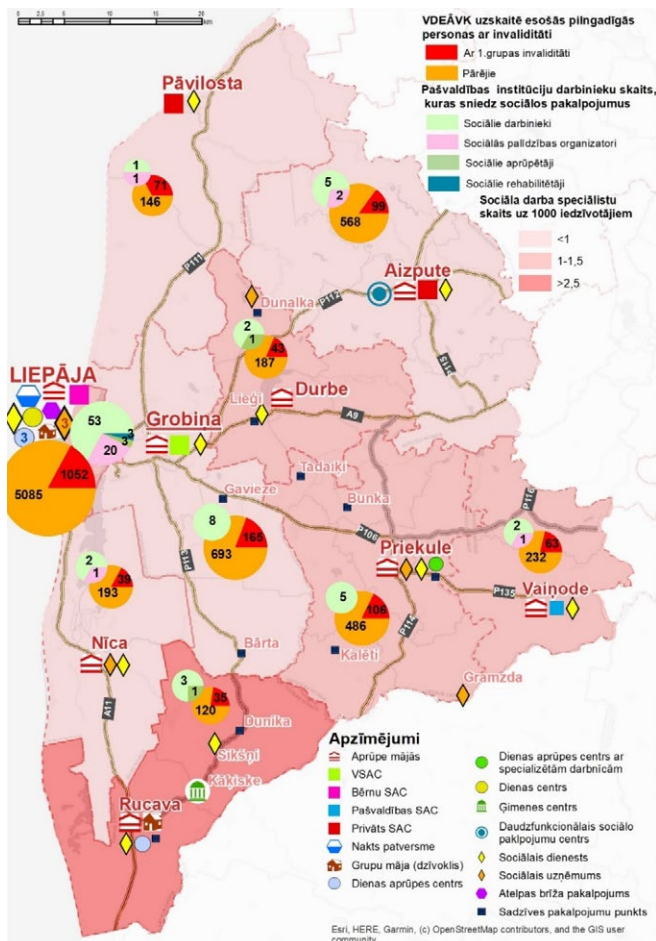 0 2,5 5 10 15 20
km
VDEĀVK uzskaitē esošās pilngadīgās
personas ar invaliditāti
Ar 1.grupas invaliditāti
Pārējie
Pašvaldības institūciju darbinieku skaits,
kuras sniedz sociālos pakalpojumus
Sociālie darbinieki
Sociālās palīdzības organizatori
Sociālie aprūpētāji
Sociālie rehabilitētāji
Sociāla darba speciālistu
skaits uz 1000 iedzvotājiem
<1
1-1,5
>2,5
Pāvilosta
1
1
71
146
P111
5
2
99
568
Aizpute
P112
P115
Dunalka
2
1
43
187
Durbe
Lieģi
A9
LIEPĀJA
3
3
53
3
3
20
1052
5085
Grobiņa
Tadaiķi
Gavieze
Bunka
P106
P116
8
165
693
P113
2
1
63
232
Priekule
Vaiņode
P135
P114
2
1
39
193
5
106
486
Kalēti
Nīca
Bārta
Gramzda
A11
3
1
35
120
Dunika
Sikšņi
Ķāķiske
Rucava
Apzīmējumi
Aprūpe mājās
VSAC
Bērnu SAC
Pašvaldības SAC
Privāts SAC
Nakts patversme
Grupu māja (dzīvoklis)
Dienas aprūpes centrs
Dienas aprūpes centrs ar
specializētām darbnīcām
Dienas centrs
Ģimenes centrs
Daudzfunkcionālais sociālo
paklpojumu centrs
Sociālais dienests
Sociālais uzņēmums
Atelpas brīža pakalpojums
Sadzīves pakalpojumu punkts
Esri, HERE, Garmin, (c) OpenStreetMap contributors, and the GIS user
community